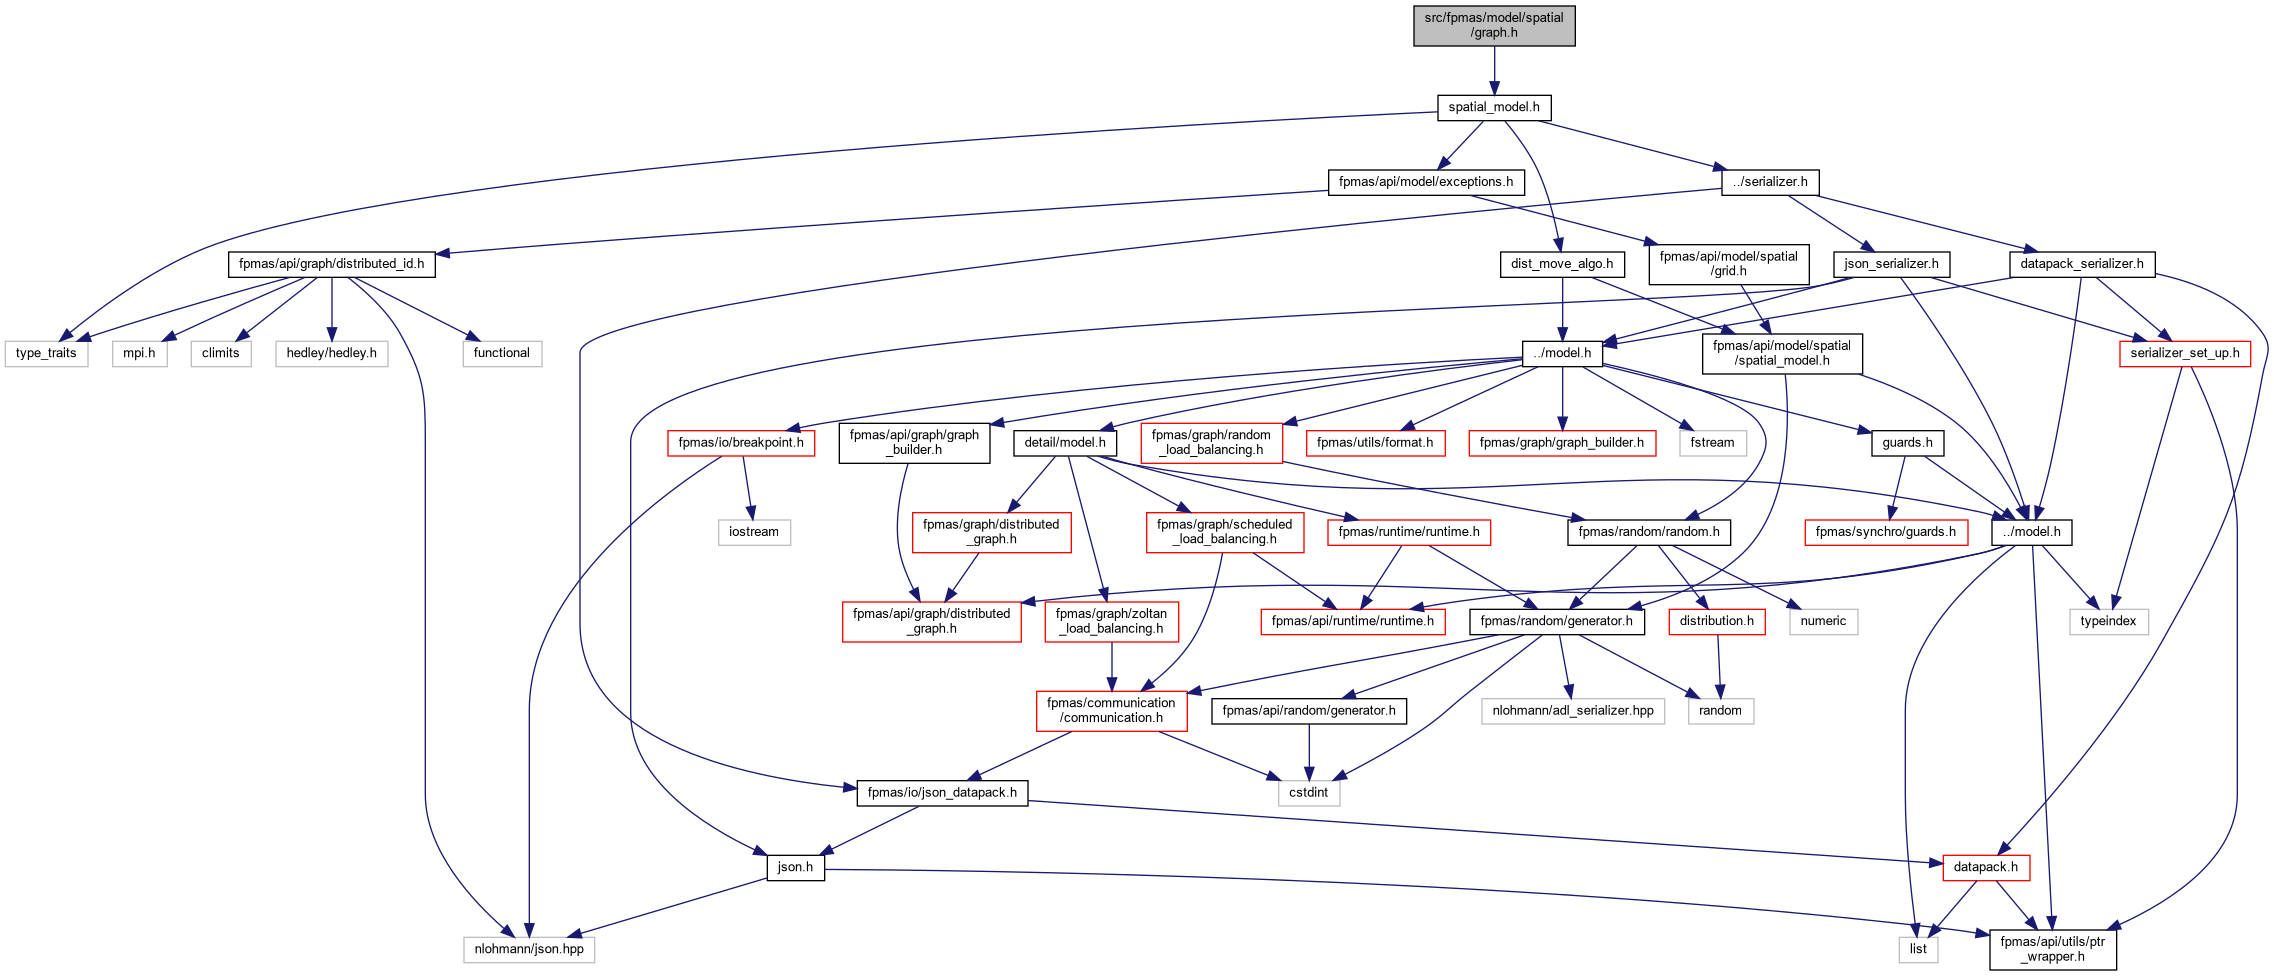 src/fpmas/model/spatial
/graph.h
spatial_model.h
fpmas/api/model/exceptions.h
../serializer.h
fpmas/api/graph/distributed_id.h
dist_move_algo.h
fpmas/api/model/spatial
/grid.h
json_serializer.h
datapack_serializer.h
type_traits
mpi.h
climits
hedley/hedley.h
functional
../model.h
fpmas/api/model/spatial
/spatial_model.h
serializer_set_up.h
fpmas/io/breakpoint.h
fpmas/api/graph/graph
_builder.h
detail/model.h
fpmas/graph/random
_load_balancing.h
fpmas/utils/format.h
fpmas/graph/graph_builder.h
fstream
guards.h
iostream
fpmas/graph/distributed
_graph.h
fpmas/graph/scheduled
_load_balancing.h
fpmas/runtime/runtime.h
fpmas/random/random.h
fpmas/synchro/guards.h
../model.h
fpmas/api/graph/distributed
_graph.h
fpmas/graph/zoltan
_load_balancing.h
fpmas/api/runtime/runtime.h
fpmas/random/generator.h
distribution.h
numeric
typeindex
fpmas/communication
/communication.h
fpmas/api/random/generator.h
nlohmann/adl_serializer.hpp
random
fpmas/io/json_datapack.h
cstdint
json.h
datapack.h
nlohmann/json.hpp
list
fpmas/api/utils/ptr
_wrapper.h